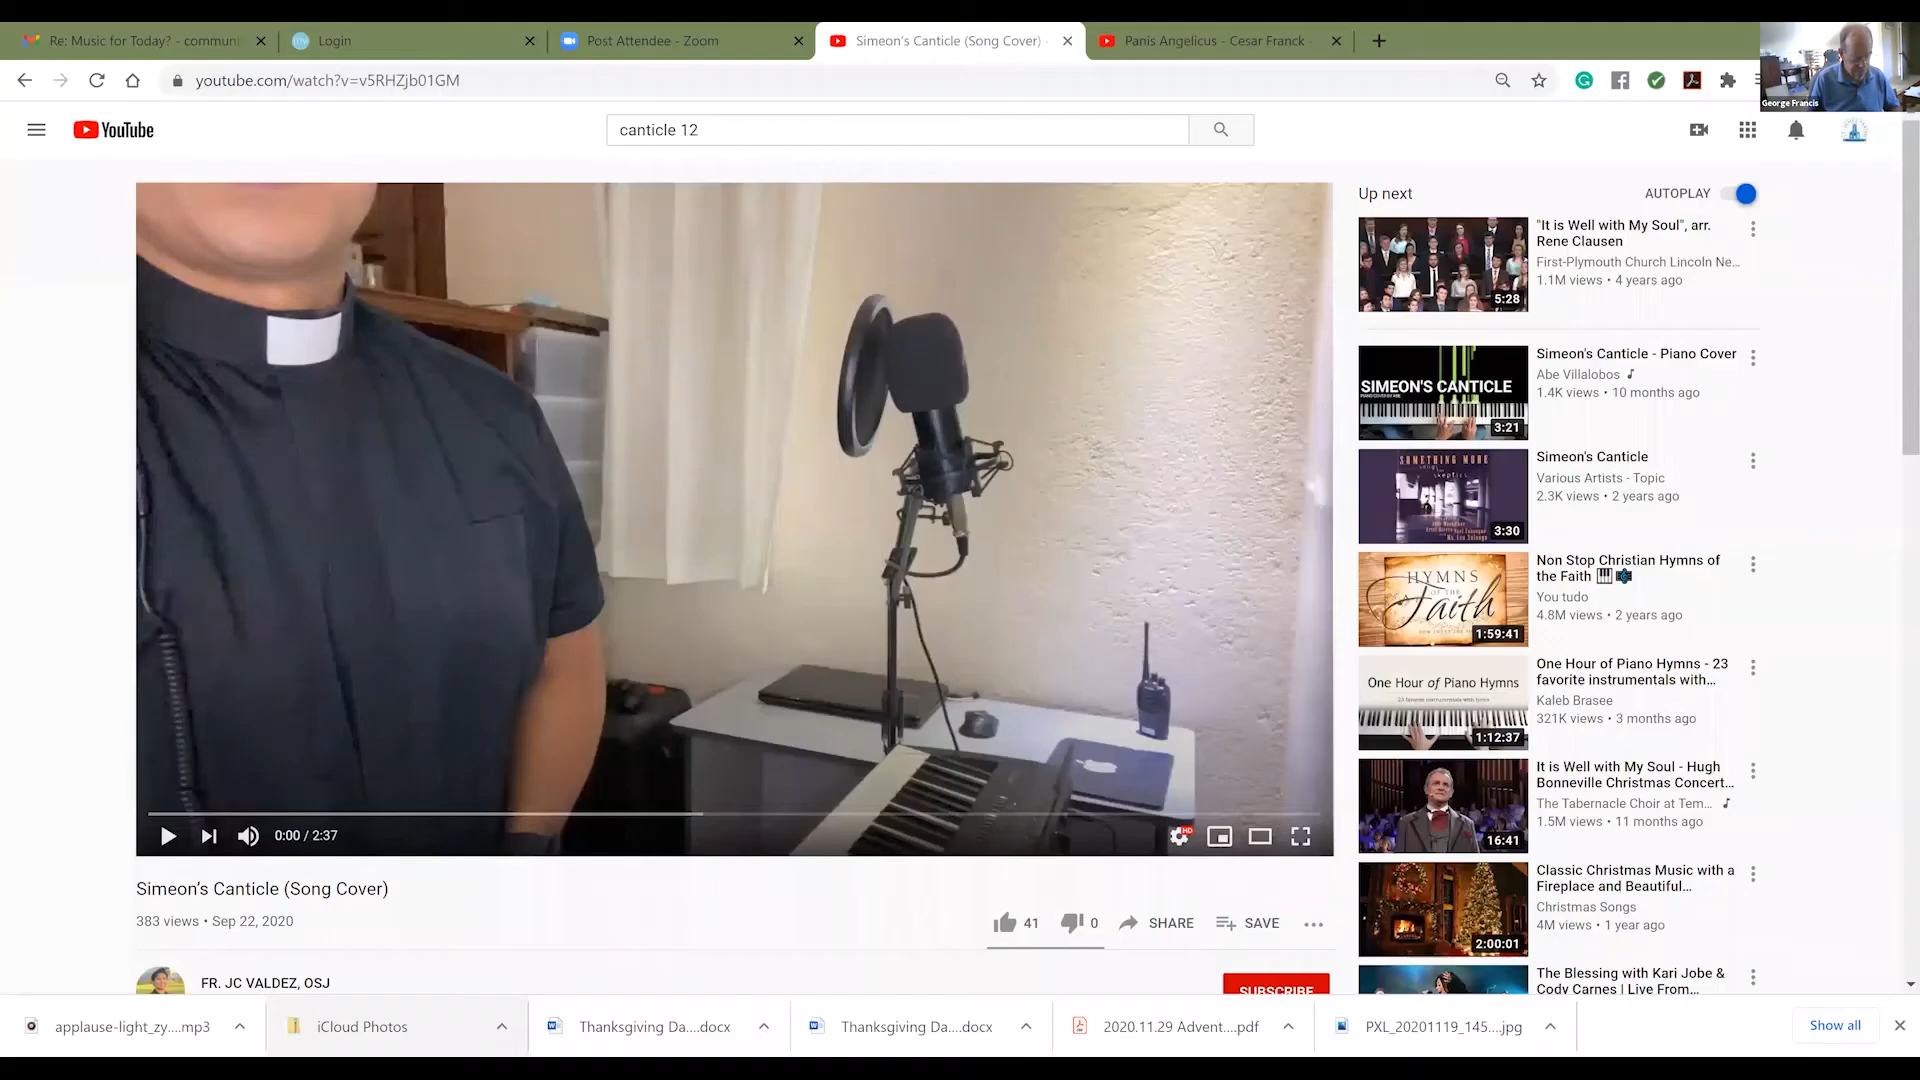 Re: Music for Today? - communi
Login
Post Attendee - Zoom
Simeon's Canticle (Song Cover) -
Panis Angelicus - Cesar Franck -
George Francis
youtube.com/watch?v=v5RHZjb01GM
YouTube
canticle 12
Up next
AUTOPLAY
"It is Well with My Soul", arr.
Rene Clausen
First-Plymouth Church Lincoln Ne...
1.1M views • 4 years ago
5:28
SIMEON'S CANTICLE
3:21
Simeon's Canticle - Piano Cover
Abe Villalobos
1.4K views • 10 months ago
SOMETHING MORE
3:30
Simeon's Canticle
Various Artists - Topic
2.3K views • 2 years ago
HYMNS
OF THE
Faith
1:59:41
Non Stop Christian Hymns of
the Faith
You tudo
4.8M views • 2 years ago
One Hour of Piano Hymns
23 favorite instrumentals with lyrics
1:12:37
One Hour of Piano Hymns - 23
favorite instrumentals with...
Kaleb Brasee
321K views • 3 months ago
16:41
It is Well with My Soul - Hugh
Bonneville Christmas Concert...
The Tabernacle Choir at Tem...
1.5M views • 11 months ago
2:00:01
Classic Christmas Music with a
Fireplace and Beautiful...
Christmas Songs
4M views • 1 year ago
The Blessing with Kari Jobe &
Cody Carnes | Live From...
0:00 / 2:37
HD
Simeon's Canticle (Song Cover)
383 views • Sep 22, 2020
41
0
SHARE
SAVE
FR. JC VALDEZ, OSJ
SUBSCRIBE
applause-light_zy....mp3
iCloud Photos
Thanksgiving Da....docx
Thanksgiving Da....docx
2020.11.29 Advent....pdf
PXL_20201119_145....jpg
Show all